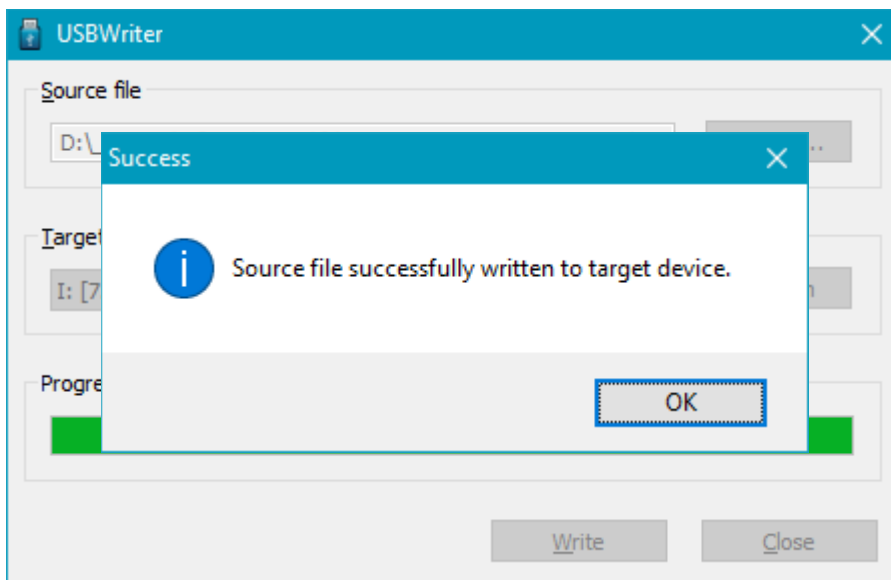 USBWriter
Source file
D:\_
Success
Source file successfully written to target device.
Target
I: [7
Progre
OK
Write
Close